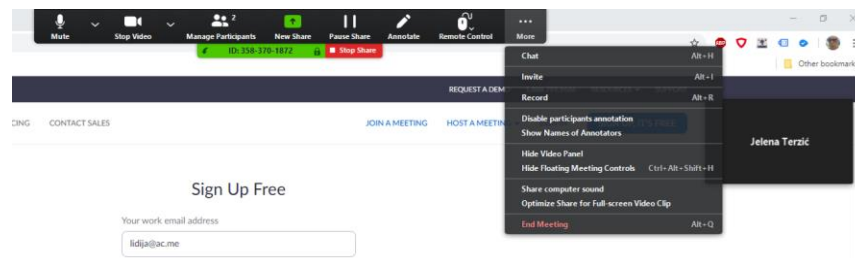 2
Mute Stop Video Manage Participants New Share Pause Share Annotate Remote Control More
ID: 358-370-1872 Stop Share
Other bookmark
REQUEST A DEM
CING CONTACT SALES JOIN A MEETING HOST A MEETIN
Chat Alt+H
Invite Alt+I
Record Alt+R
Disable participants annotation
Show Names of Annotators
Hide Video Panel
Hide Floating Meeting Controls Ctrl+Alt+Shift+H
Share computer sound
Optimize Share for Full-screen Video Clip
End Meeting Alt+Q
Jelena Terzić
Sign Up Free
Your work email address
lidija@ac.me